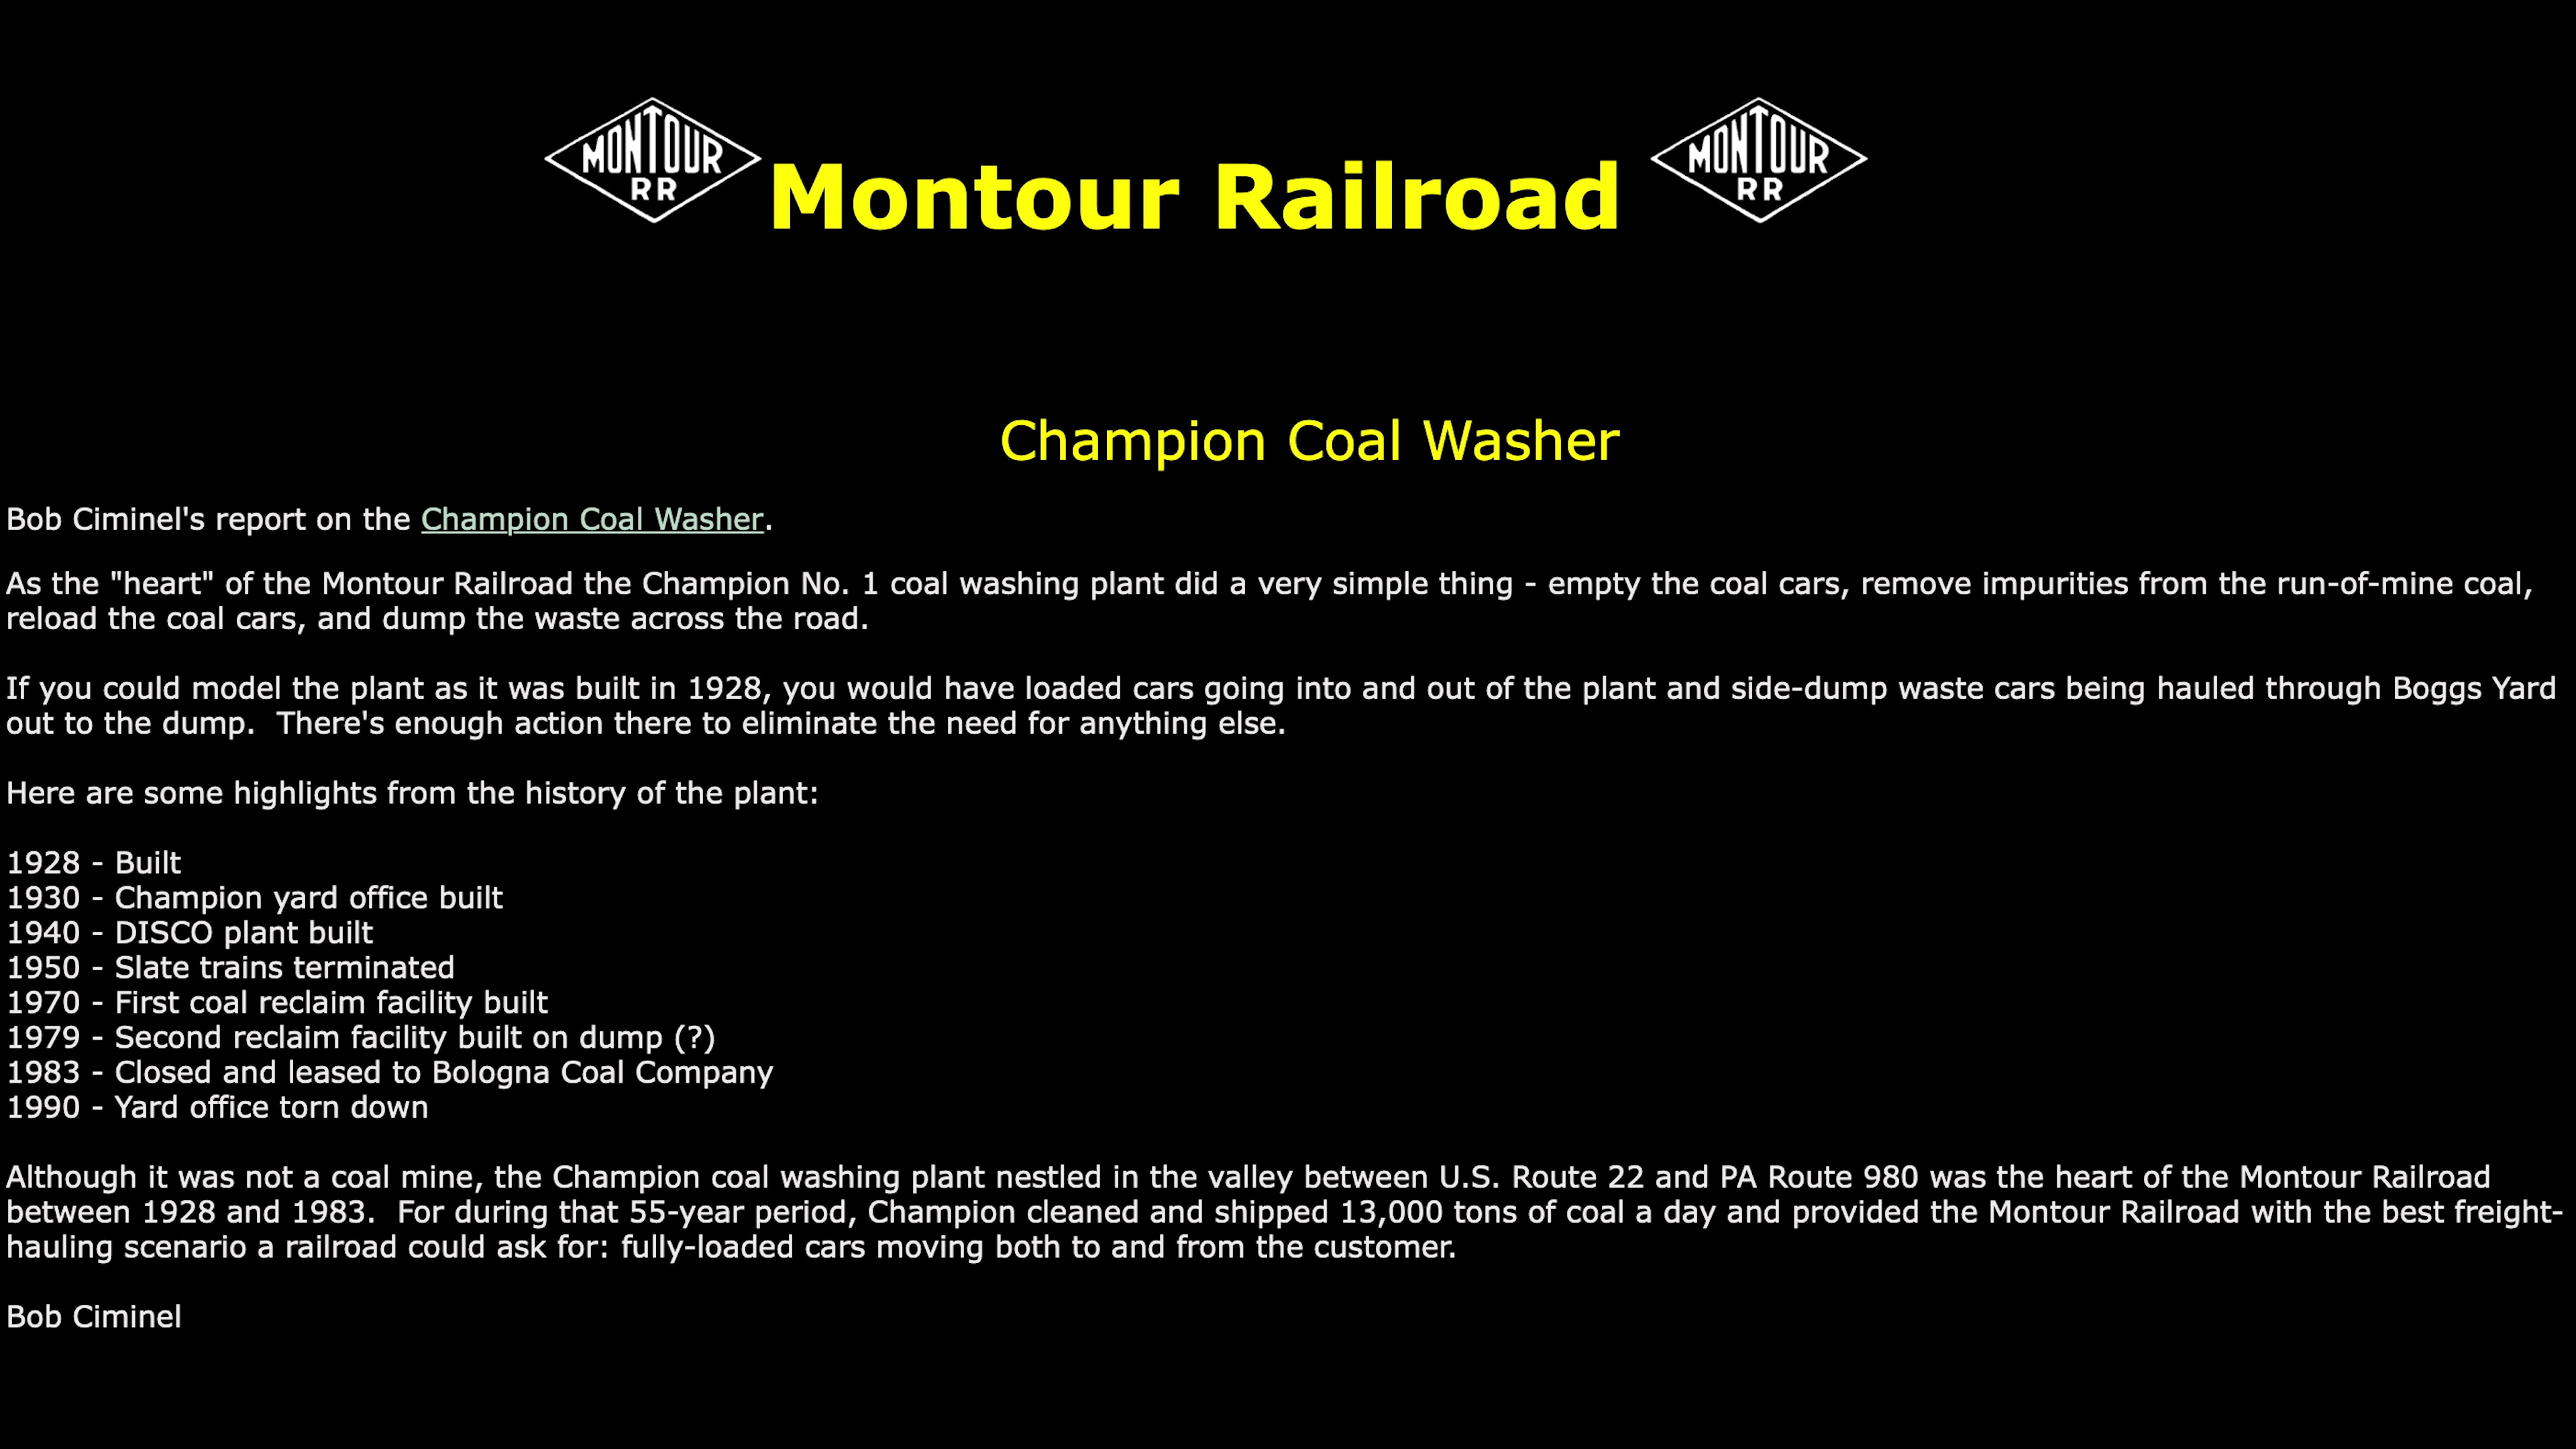 MONTOUR
RR
Montour Railroad
MONTOUR
RR
Champion Coal Washer
Bob Ciminel's report on the Champion Coal Washer.
As the "heart" of the Montour Railroad the Champion No. 1 coal washing plant did a very simple thing - empty the coal cars, remove impurities from the run-of-mine coal,
reload the coal cars, and dump the waste across the road.
If you could model the plant as it was built in 1928, you would have loaded cars going into and out of the plant and side-dump waste cars being hauled through Boggs Yard
out to the dump.  There's enough action there to eliminate the need for anything else.
Here are some highlights from the history of the plant:
1928 - Built
1930 - Champion yard office built
1940 - DISCO plant built
1950 - Slate trains terminated
1970 - First coal reclaim facility built
1979 - Second reclaim facility built on dump (?)
1983 - Closed and leased to Bologna Coal Company
1990 - Yard office torn down
Although it was not a coal mine, the Champion coal washing plant nestled in the valley between U.S. Route 22 and PA Route 980 was the heart of the Montour Railroad
between 1928 and 1983.  For during that 55-year period, Champion cleaned and shipped 13,000 tons of coal a day and provided the Montour Railroad with the best freight-
hauling scenario a railroad could ask for: fully-loaded cars moving both to and from the customer.
Bob Ciminel